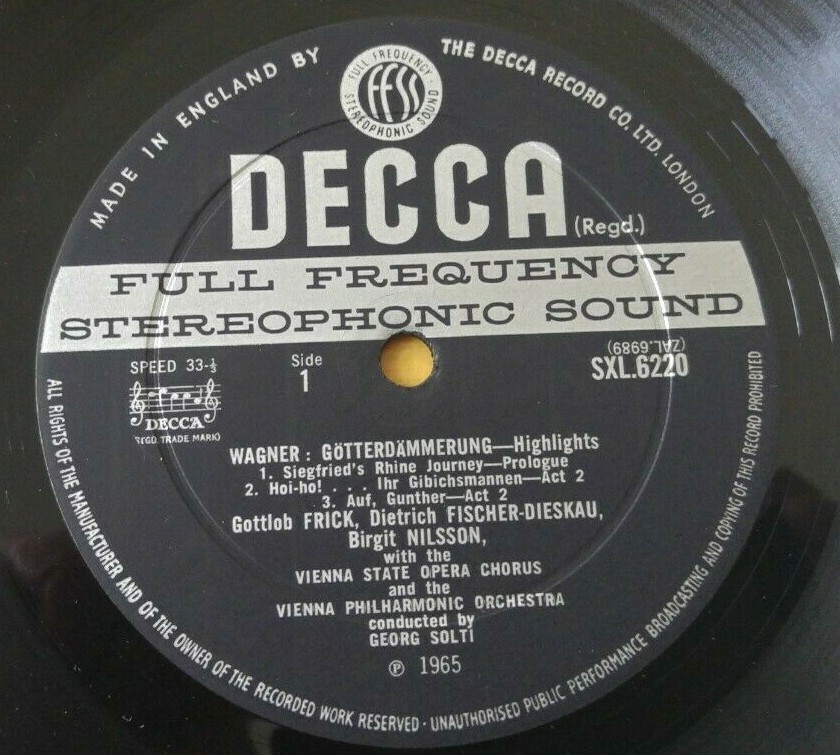 MADE IN ENGLAND BY
THE DECCA RECORD CO. LTD. LONDON
FULL FREQUENCY · STEREOPHONIC SOUND ·
FFSS
DECCA (Regd.)
FULL FREQUENCY
STEREOPHONIC SOUND
SPEED 33-⅓
DECCA
(RGD. TRADE MARK)
Side
1
(ZAL.6989)
SXL.6220
WAGNER : GÖTTERDÄMMERUNG—Highlights
1. Siegfried's Rhine Journey—Prologue
2. Hoi-ho! . . . Ihr Gibichsmannen—Act 2
3. Auf, Gunther—Act 2
Gottlob FRICK, Dietrich FISCHER-DIESKAU,
Birgit NILSSON,
with the
VIENNA STATE OPERA CHORUS
and the
VIENNA PHILHARMONIC ORCHESTRA
conducted by
GEORG SOLTI
℗ 1965
ALL RIGHTS OF THE MANUFACTURER AND OF THE OWNER OF THE RECORDED WORK RESERVED · UNAUTHORISED PUBLIC PERFORMANCE BROADCASTING AND COPYING OF THIS RECORD PROHIBITED